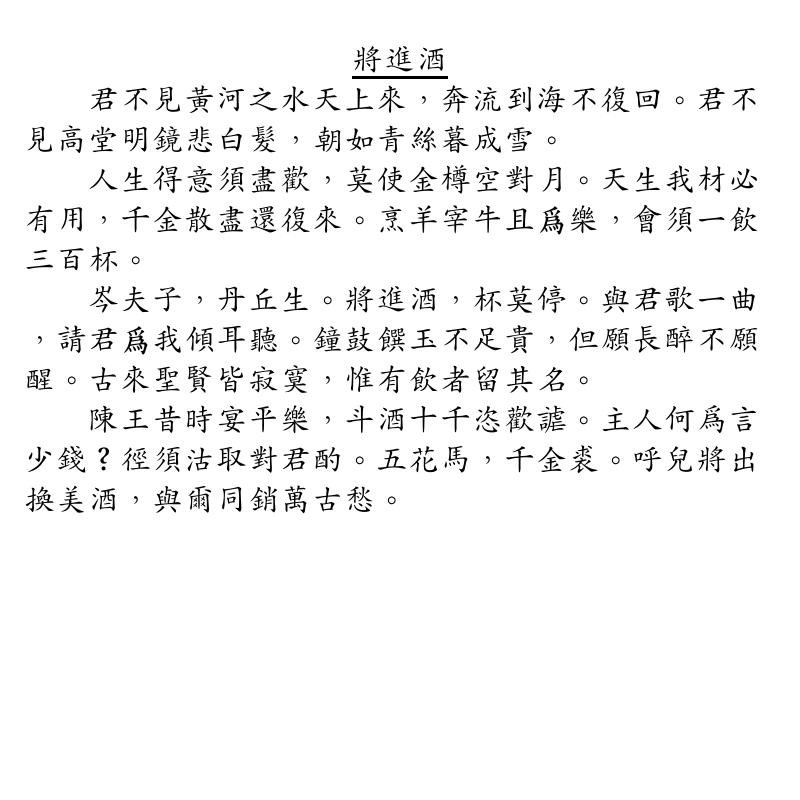 將進酒
君不見黃河之水天上來，奔流到海不復回。君不
見高堂明鏡悲白髮，朝如青絲暮成雪。
人生得意須盡歡，莫使金樽空對月。天生我材必
有用，千金散盡還復來。烹羊宰牛且爲樂，會須一飲
三百杯。
岑夫子，丹丘生。將進酒，杯莫停。與君歌一曲
，請君爲我傾耳聽。鐘鼓饌玉不足貴，但願長醉不願
醒。古來聖賢皆寂寞，惟有飲者留其名。
陳王昔時宴平樂，斗酒十千恣歡謔。主人何爲言
少錢？徑須沽取對君酌。五花馬，千金裘。呼兒將出
換美酒，與爾同銷萬古愁。